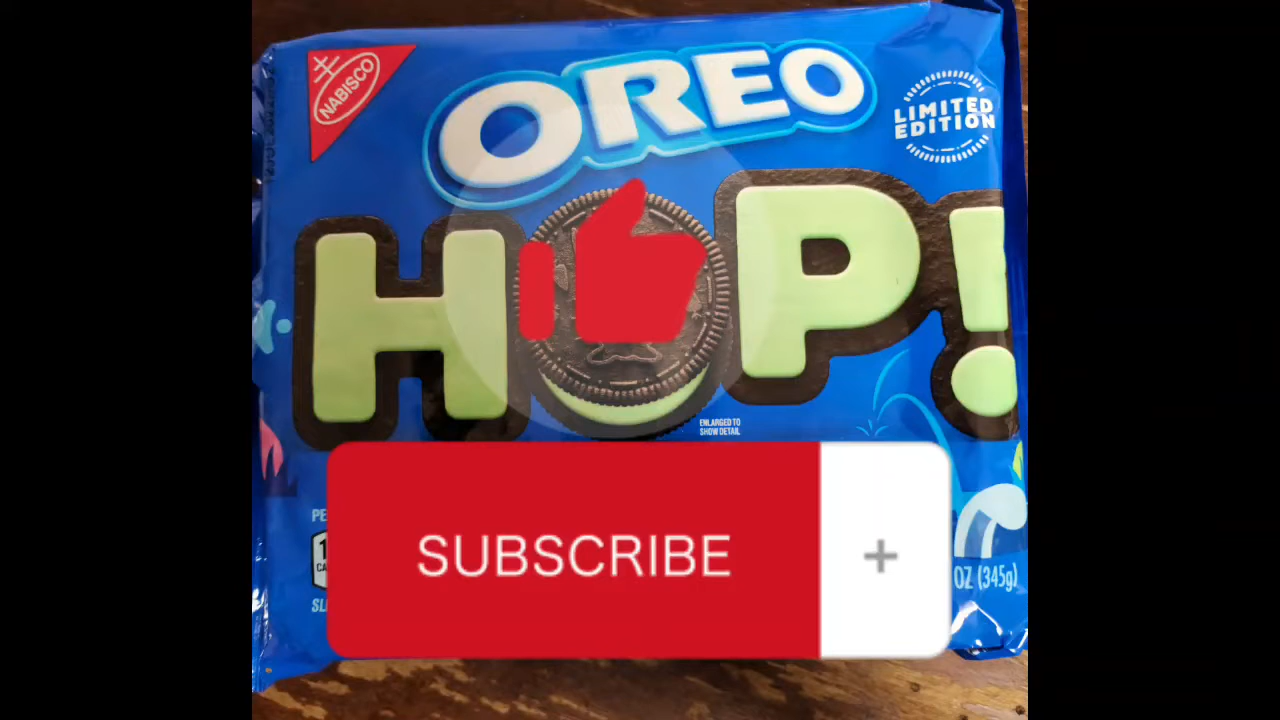 NABISCO
OREO
LIMITED
EDITION
HOP!
ENLARGED TO
SHOW DETAIL
SUBSCRIBE
+
OZ (345g)